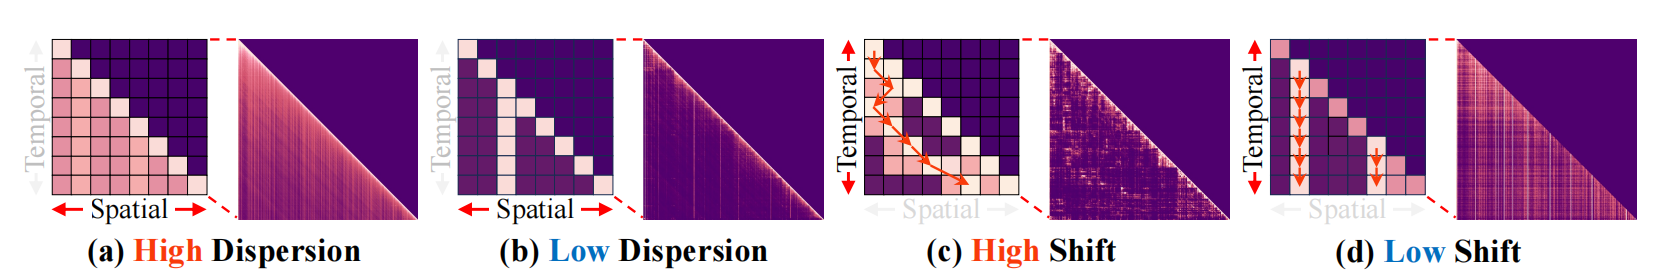 Temporal
Spatial
(a) High Dispersion
Temporal
Spatial
(b) Low Dispersion
Temporal
Spatial
(c) High Shift
Temporal
Spatial
(d) Low Shift